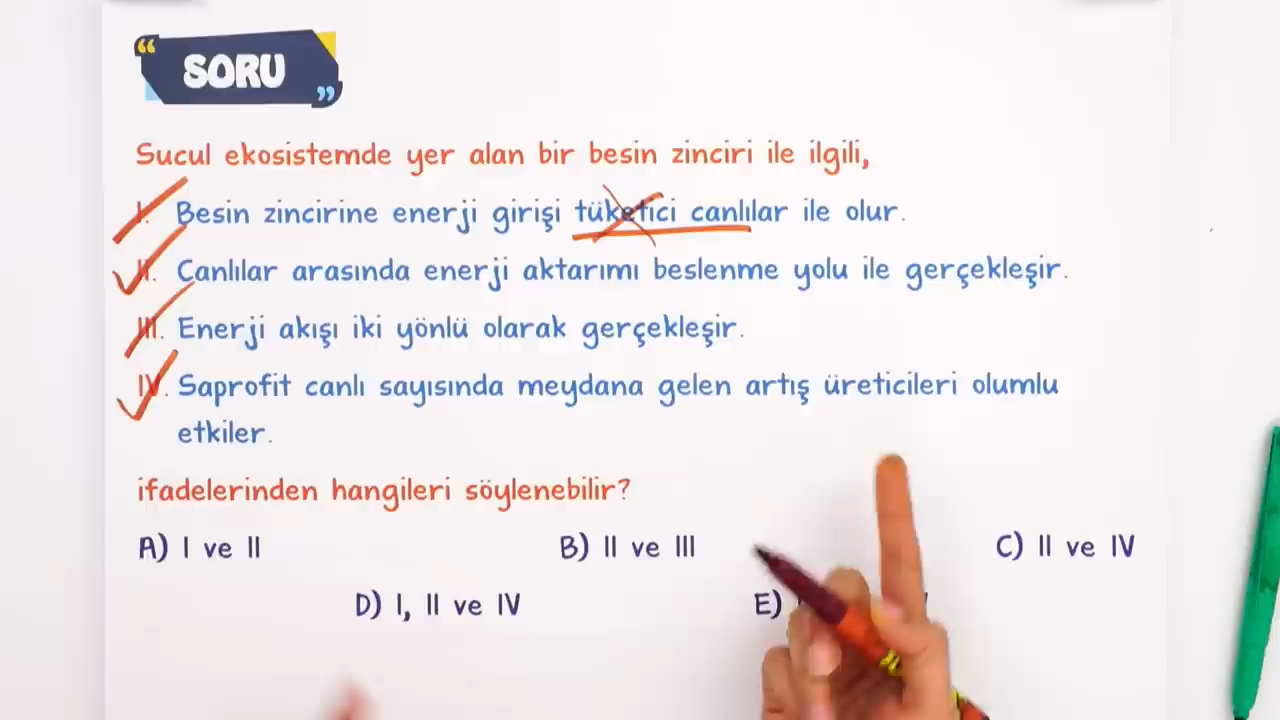 SORU
Sucul ekosistemde yer alan bir besin zinciri ile ilgili,
I. Besin zincirine enerji girişi tüketici canlılar ile olur.
II. Canlılar arasında enerji aktarımı beslenme yolu ile gerçekleşir.
III. Enerji akışı iki yönlü olarak gerçekleşir.
IV. Saprofit canlı sayısında meydana gelen artış üreticileri olumlu
etkiler.
ifadelerinden hangileri söylenebilir?
A) I ve II B) II ve III C) II ve IV
D) I, II ve IV E)